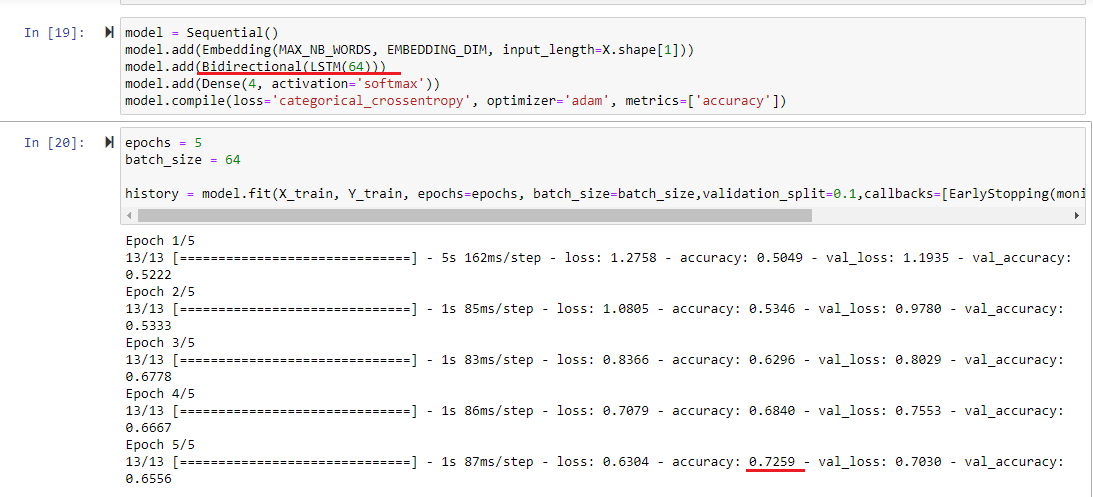 In [19]:
model = Sequential()
model.add(Embedding(MAX_NB_WORDS, EMBEDDING_DIM, input_length=X.shape[1]))
model.add(Bidirectional(LSTM(64)))
model.add(Dense(4, activation='softmax'))
model.compile(loss='categorical_crossentropy', optimizer='adam', metrics=['accuracy'])
In [20]:
epochs = 5
batch_size = 64
history = model.fit(X_train, Y_train, epochs=epochs, batch_size=batch_size,validation_split=0.1,callbacks=[EarlyStopping(moni
Epoch 1/5
13/13 [==============================] - 5s 162ms/step - loss: 1.2758 - accuracy: 0.5049 - val_loss: 1.1935 - val_accuracy:
0.5222
Epoch 2/5
13/13 [==============================] - 1s 85ms/step - loss: 1.0805 - accuracy: 0.5346 - val_loss: 0.9780 - val_accuracy:
0.5333
Epoch 3/5
13/13 [==============================] - 1s 83ms/step - loss: 0.8366 - accuracy: 0.6296 - val_loss: 0.8029 - val_accuracy:
0.6778
Epoch 4/5
13/13 [==============================] - 1s 86ms/step - loss: 0.7079 - accuracy: 0.6840 - val_loss: 0.7553 - val_accuracy:
0.6667
Epoch 5/5
13/13 [==============================] - 1s 87ms/step - loss: 0.6304 - accuracy: 0.7259 - val_loss: 0.7030 - val_accuracy:
0.6556